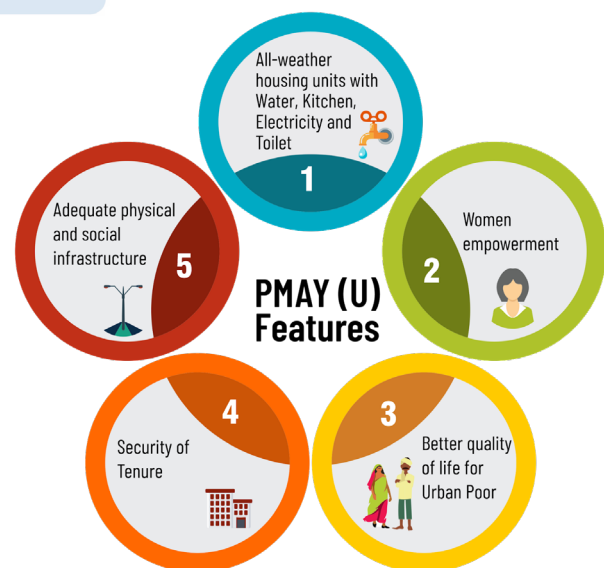 All-weather
housing units with
Water, Kitchen,
Electricity and
Toilet
1
Women
empowerment
2
Better quality
of life for
Urban Poor
3
Security of
Tenure
4
Adequate physical
and social
infrastructure
5
PMAY (U)
Features